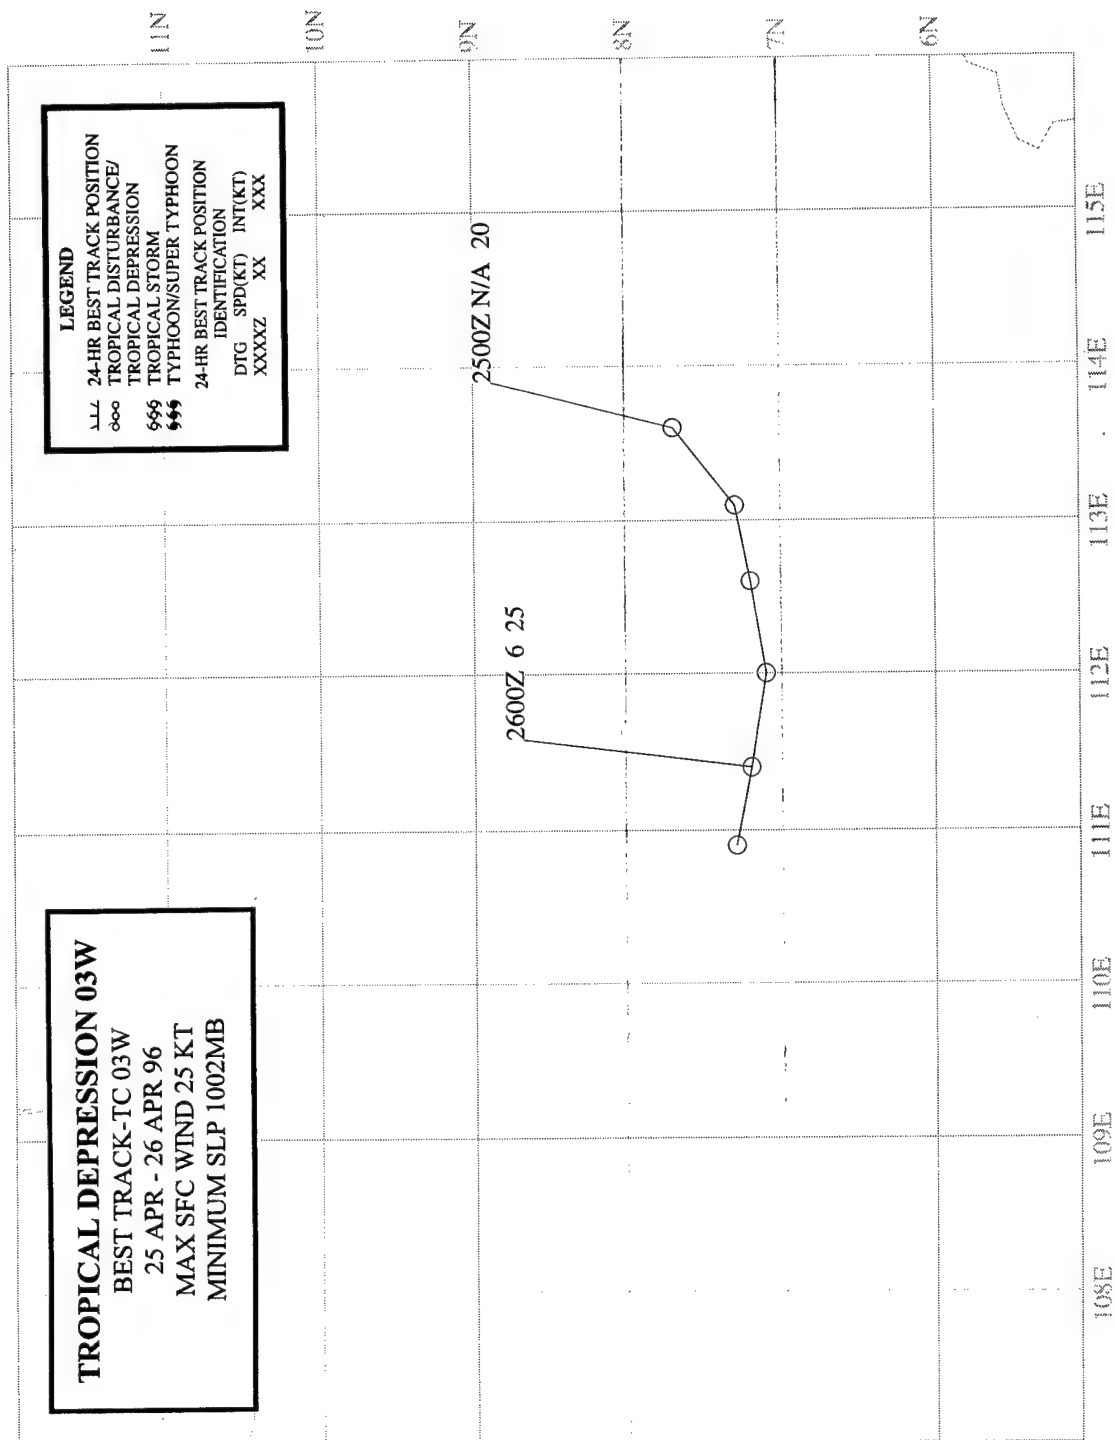 TROPICAL DEPRESSION 03W
BEST TRACK-TC 03W
25 APR - 26 APR 96
MAX SFC WIND 25 KT
MINIMUM SLP 1002MB
LEGEND
24-HR BEST TRACK POSITION
TROPICAL DISTURBANCE/
TROPICAL DEPRESSION
TROPICAL STORM
TYPHOON/SUPER TYPHOON
24-HR BEST TRACK POSITION
IDENTIFICATION
DTG SPD(KT) INT(KT)
XXXXZ XX XXX
11N
10N
9N
8N
7N
6N
2600Z 6 25
2500Z N/A 20
108E
109E
110E
111E
112E
113E
114E
115E